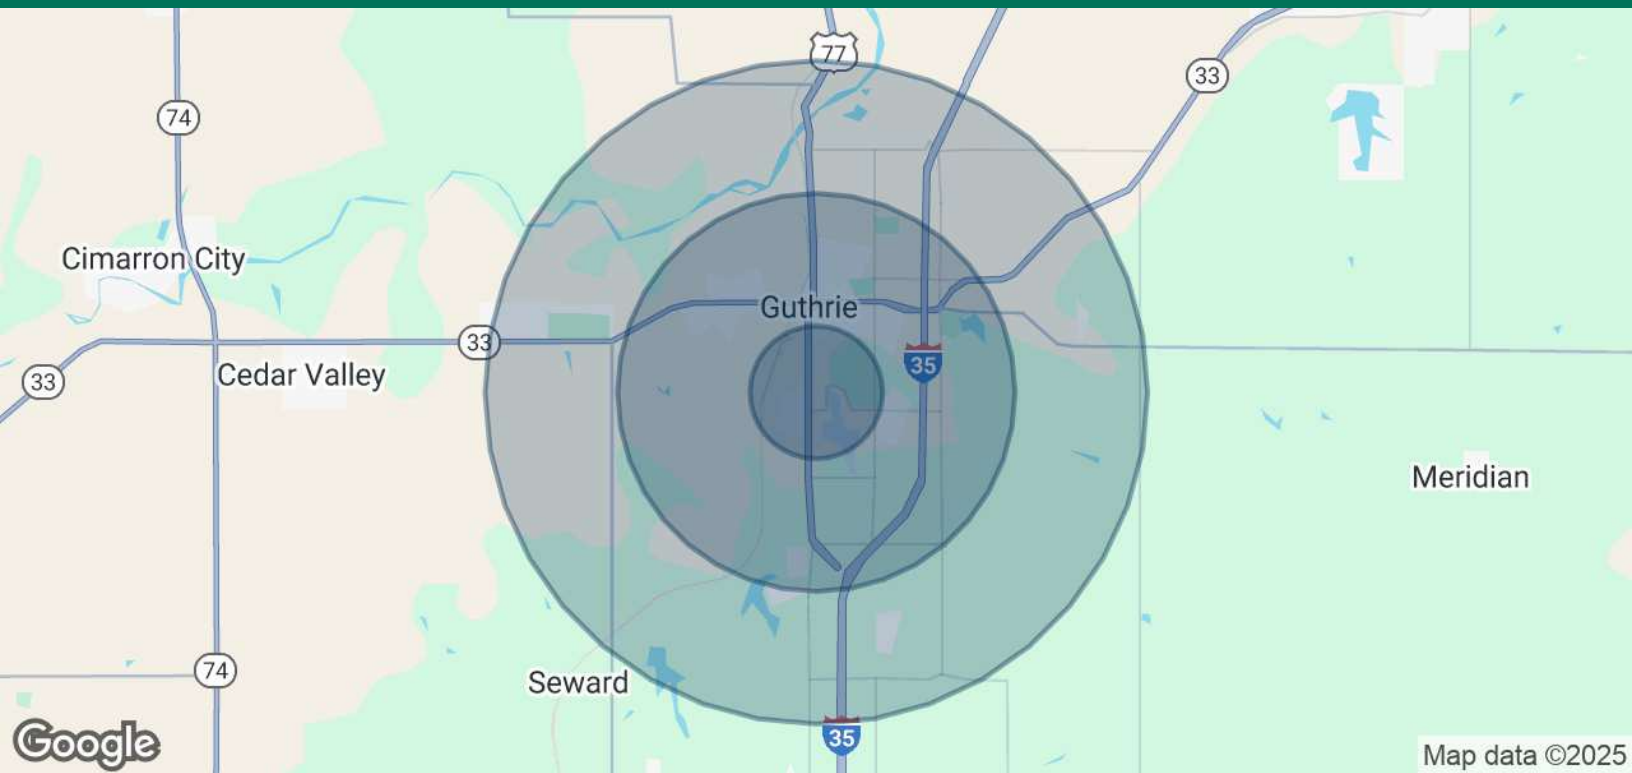 77
33
74
Cimarron City
Guthrie
33
35
33
Cedar Valley
Meridian
74
Seward
35
Google
Map data ©2025